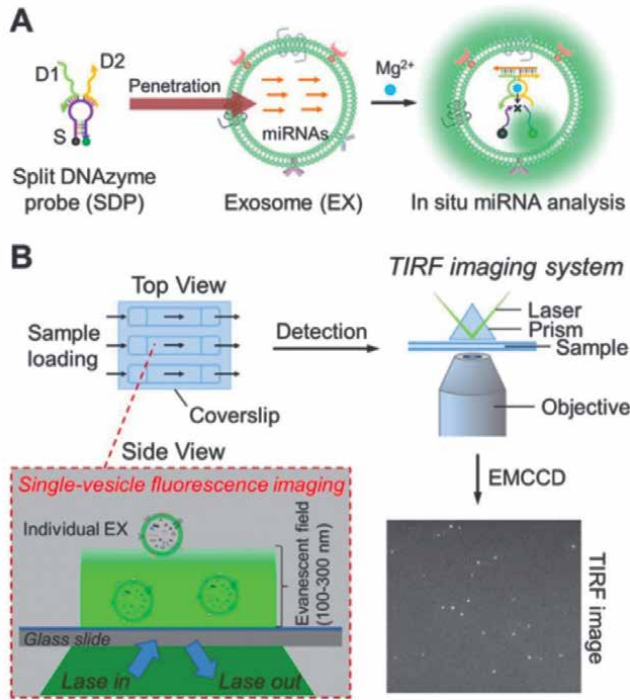 A
D1
D2
S
Split DNAzyme
probe (SDP)
Penetration
miRNAs
Exosome (EX)
Mg²⁺
In situ miRNA analysis
B
Top View
Sample
loading
Coverslip
Detection
TIRF imaging system
Laser
Prism
Sample
Objective
EMCCD
TIRF image
Side View
Single-vesicle fluorescence imaging
Individual EX
Evanescent field
(100-300 nm)
Glass slide
Lase in
Lase out